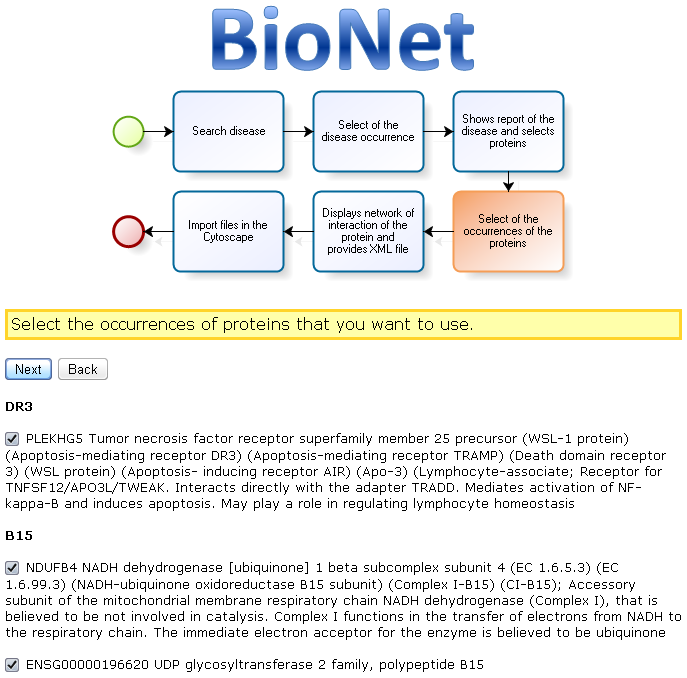 BioNet
Search disease
Select of the
disease occurrence
Shows report of the
disease and selects
proteins
Import files in the
Cytoscape
Displays network of
interaction of the
protein and
provides XML file
Select of the
occurrences of the
proteins
Select the occurrences of proteins that you want to use.
Next Back
DR3
PLEKHG5 Tumor necrosis factor receptor superfamily member 25 precursor (WSL-1 protein)
(Apoptosis-mediating receptor DR3) (Apoptosis-mediating receptor TRAMP) (Death domain receptor
3) (WSL protein) (Apoptosis- inducing receptor AIR) (Apo-3) (Lymphocyte-associate; Receptor for
TNFSF12/APO3L/TWEAK. Interacts directly with the adapter TRADD. Mediates activation of NF-
kappa-B and induces apoptosis. May play a role in regulating lymphocyte homeostasis
B15
NDUFB4 NADH dehydrogenase [ubiquinone] 1 beta subcomplex subunit 4 (EC 1.6.5.3) (EC
1.6.99.3) (NADH-ubiquinone oxidoreductase B15 subunit) (Complex I-B15) (CI-B15); Accessory
subunit of the mitochondrial membrane respiratory chain NADH dehydrogenase (Complex I), that is
believed to be not involved in catalysis. Complex I functions in the transfer of electrons from NADH to
the respiratory chain. The immediate electron acceptor for the enzyme is believed to be ubiquinone
ENSG00000196620 UDP glycosyltransferase 2 family, polypeptide B15